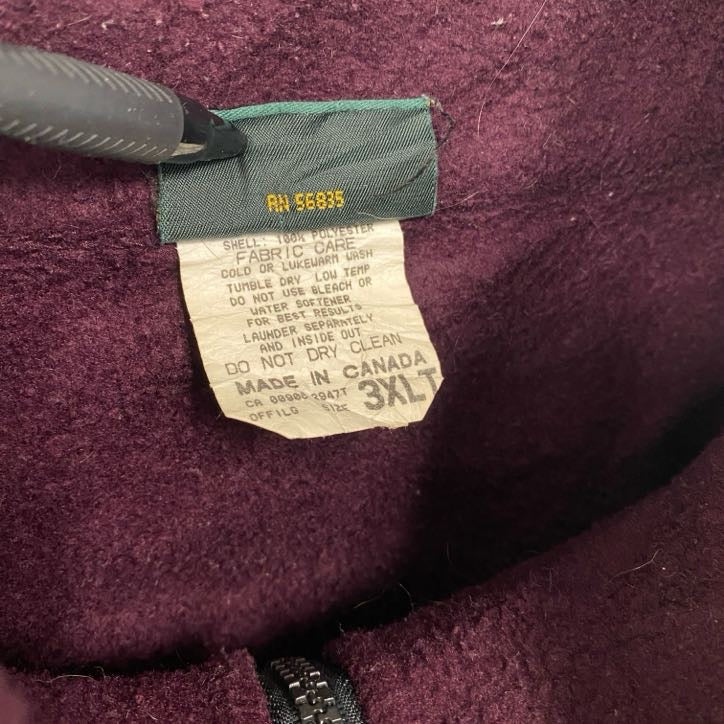 RN 56835
SHELL: 100% POLYESTER
FABRIC CARE
COLD OR LUKEWARM WASH
TUMBLE DRY LOW TEMP
DO NOT USE BLEACH OR
WATER SOFTENER
FOR BEST RESULTS
LAUNDER SEPARATELY
AND INSIDE OUT
DO NOT DRY CLEAN
MADE IN CANADA
CA 00906 3947T
OFFILG SIZE 3XLT